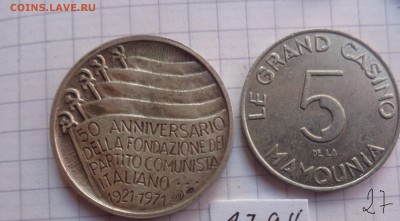 COINS.LAVE.RU
50 ANNIVERSARIO
DELLA FONDAZIONE DEL
PARTITO COMUNISTA
ITALIANO
1921-1971
LE GRAND CASINO
5
DE LA
MAMOUNIA
27